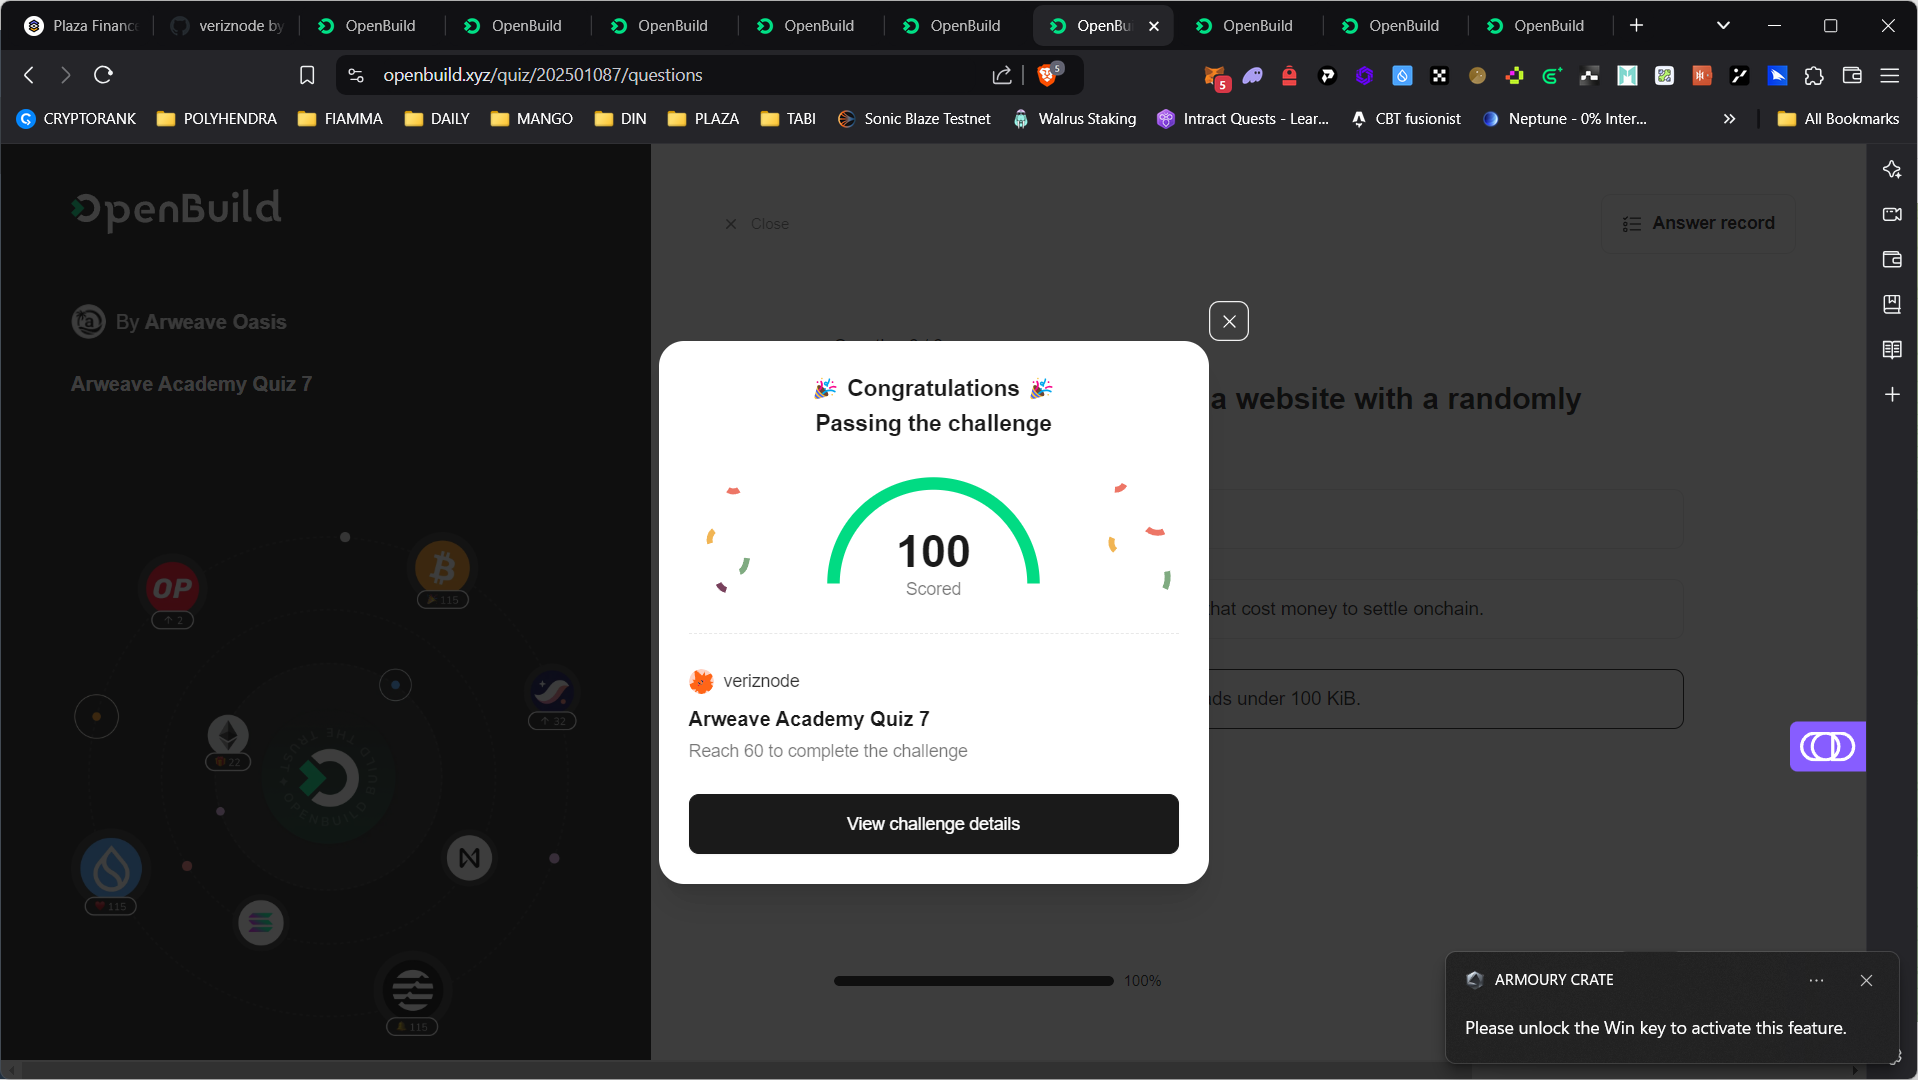 Plaza Finance
veriznode by
OpenBuild
OpenBuild
OpenBuild
OpenBuild
OpenBuild
OpenBu
OpenBuild
OpenBuild
OpenBuild
openbuild.xyz/quiz/202501087/questions
5
5
CRYPTORANK
POLYHENDRA
FIAMMA
DAILY
MANGO
DIN
PLAZA
TABI
Sonic Blaze Testnet
Walrus Staking
Intract Quests - Lear...
CBT fusionist
Neptune - 0% Inter...
All Bookmarks
OpenBuild
Close
Answer record
By Arweave Oasis
Arweave Academy Quiz 7
a website with a randomly
that cost money to settle onchain.
under 100 KiB.
Congratulations
Passing the challenge
100
Scored
veriznode
Arweave Academy Quiz 7
Reach 60 to complete the challenge
View challenge details
100%
OP
2
115
32
22
115
115
ARMOURY CRATE
Please unlock the Win key to activate this feature.